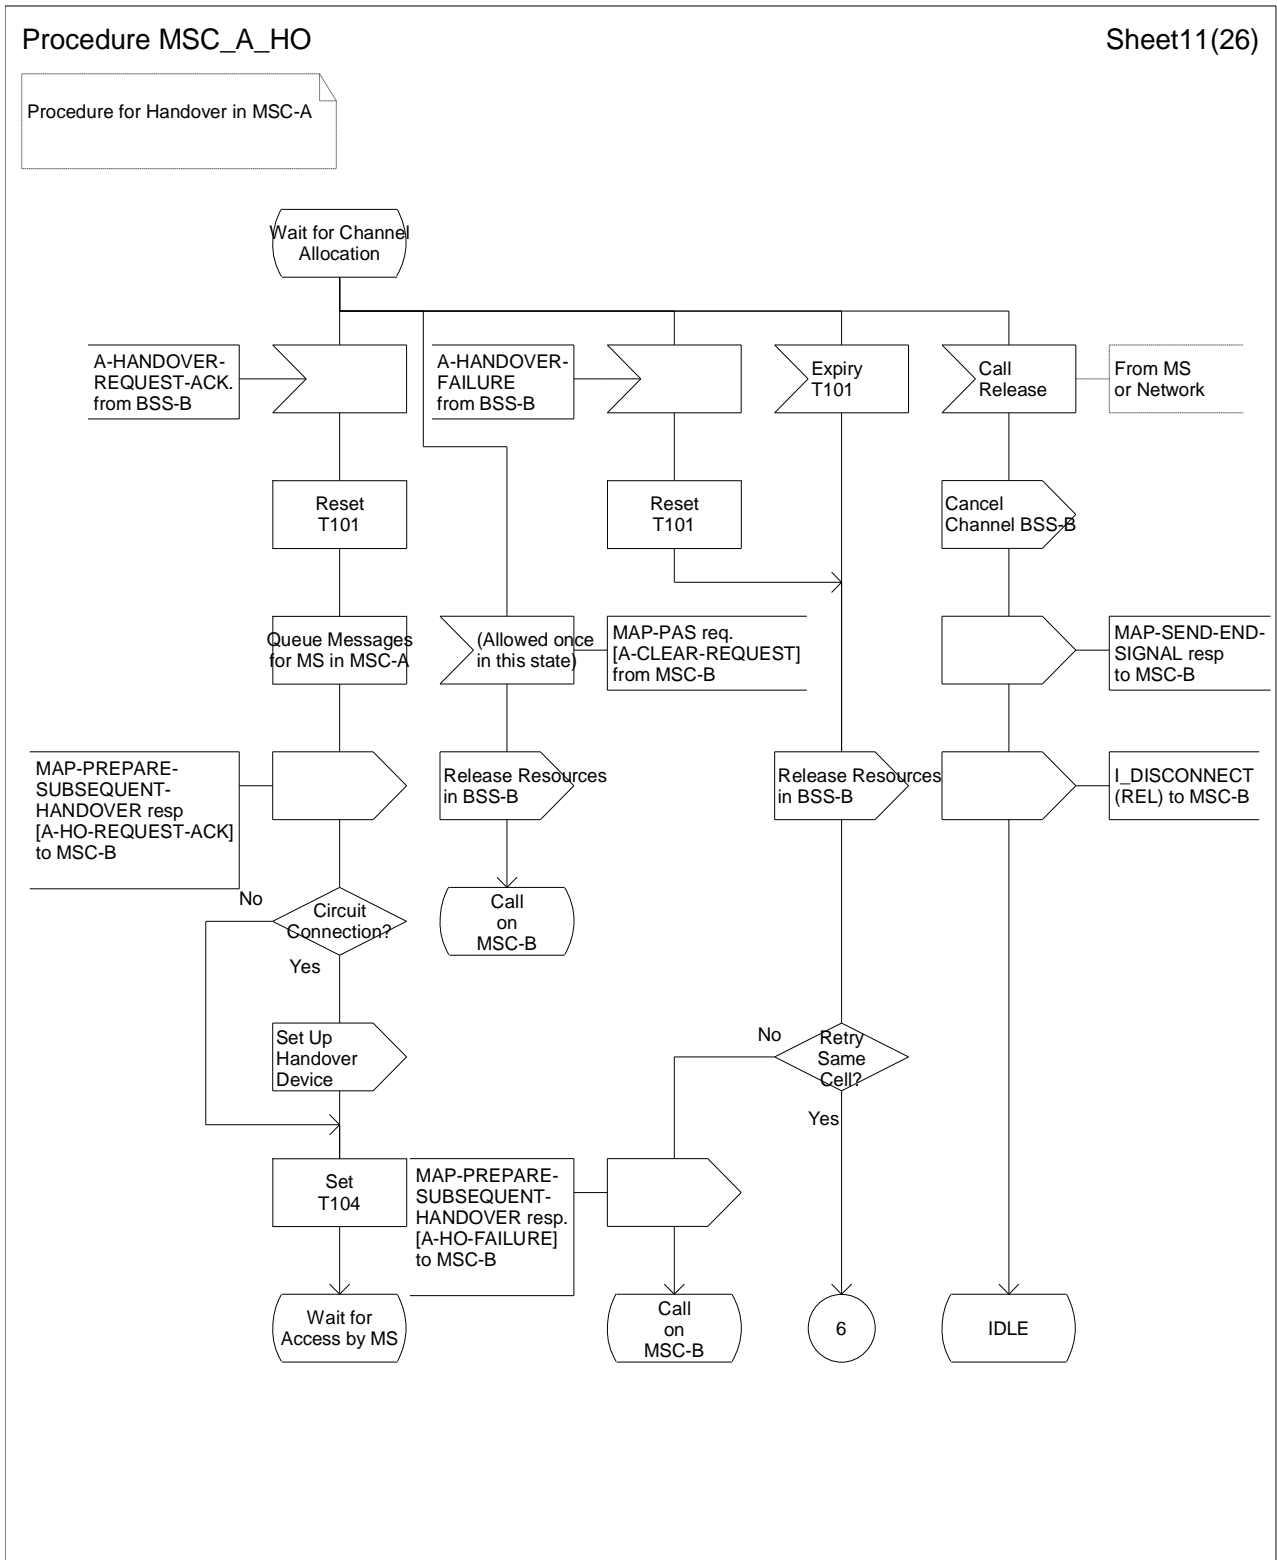 Procedure MSC_A_HO
Sheet11(26)
Procedure for Handover in MSC-A
Wait for Channel
Allocation
A-HANDOVER-
REQUEST-ACK.
from BSS-B
A-HANDOVER-
FAILURE
from BSS-B
Expiry
T101
Call
Release
From MS
or Network
Reset
T101
Reset
T101
Cancel
Channel BSS-B
Queue Messages
for MS in MSC-A
(Allowed once
in this state)
MAP-PAS req.
[A-CLEAR-REQUEST]
from MSC-B
MAP-SEND-END-
SIGNAL resp
to MSC-B
MAP-PREPARE-
SUBSEQUENT-
HANDOVER resp
[A-HO-REQUEST-ACK]
to MSC-B
Release Resources
in BSS-B
Release Resources
in BSS-B
I_DISCONNECT
(REL) to MSC-B
No
Circuit
Connection?
Yes
Call
on
MSC-B
Set Up
Handover
Device
No
Retry
Same
Cell?
Yes
Set
T104
MAP-PREPARE-
SUBSEQUENT-
HANDOVER resp.
[A-HO-FAILURE]
to MSC-B
Wait for
Access by MS
Call
on
MSC-B
6
IDLE